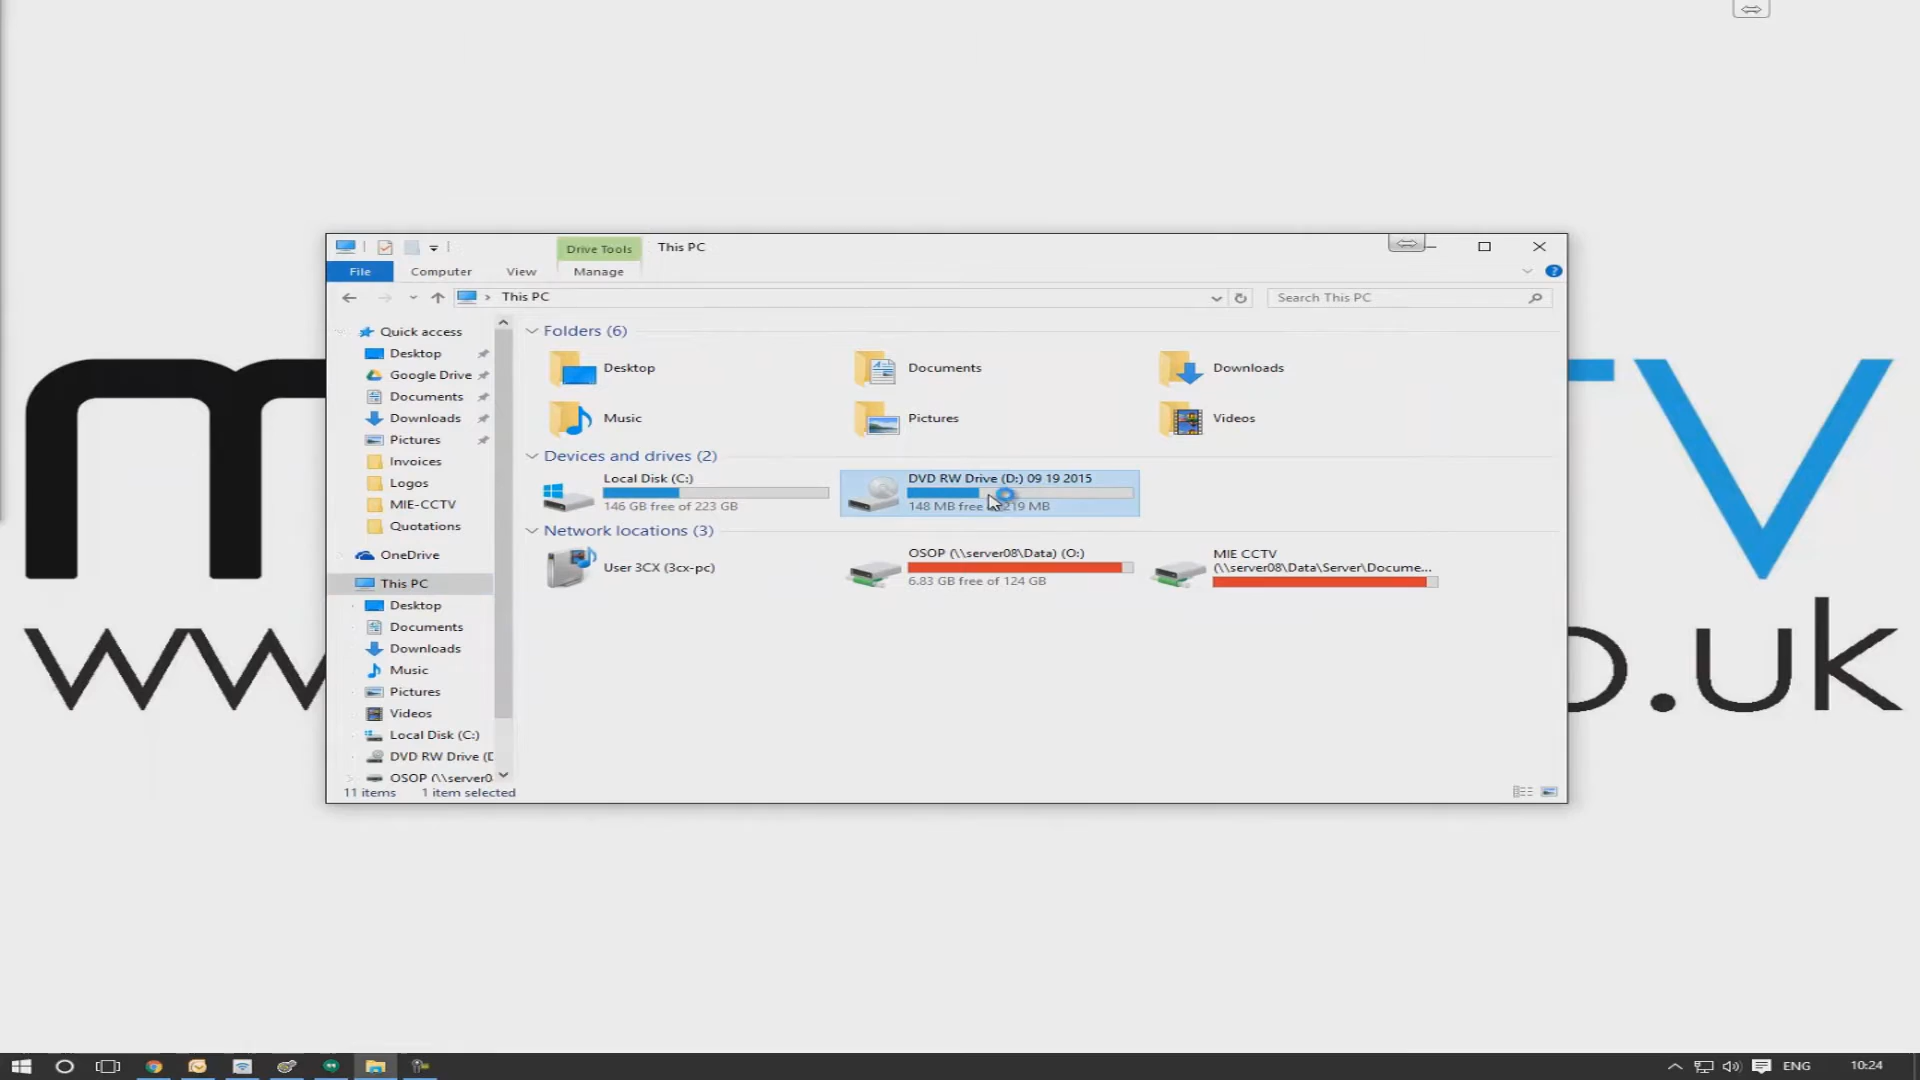 Drive Tools
This PC
File
Computer
View
Manage
This PC
Search This PC
Quick access
Desktop
Google Drive
Documents
Downloads
Pictures
Invoices
Logos
MIE-CCTV
Quotations
OneDrive
This PC
Desktop
Documents
Downloads
Music
Pictures
Videos
Local Disk (C:)
DVD RW Drive (D
OSOP (\\server0
Folders (6)
Desktop
Documents
Downloads
Music
Pictures
Videos
Devices and drives (2)
Local Disk (C:)
146 GB free of 223 GB
DVD RW Drive (D:) 09 19 2015
148 MB free 219 MB
Network locations (3)
User 3CX (3cx-pc)
OSOP (\\server08\Data) (O:)
6.83 GB free of 124 GB
MIE CCTV
(\\server08\Data\Server\Docume...
11 items
1 item selected
m TV
ww o.uk
ENG
10:24